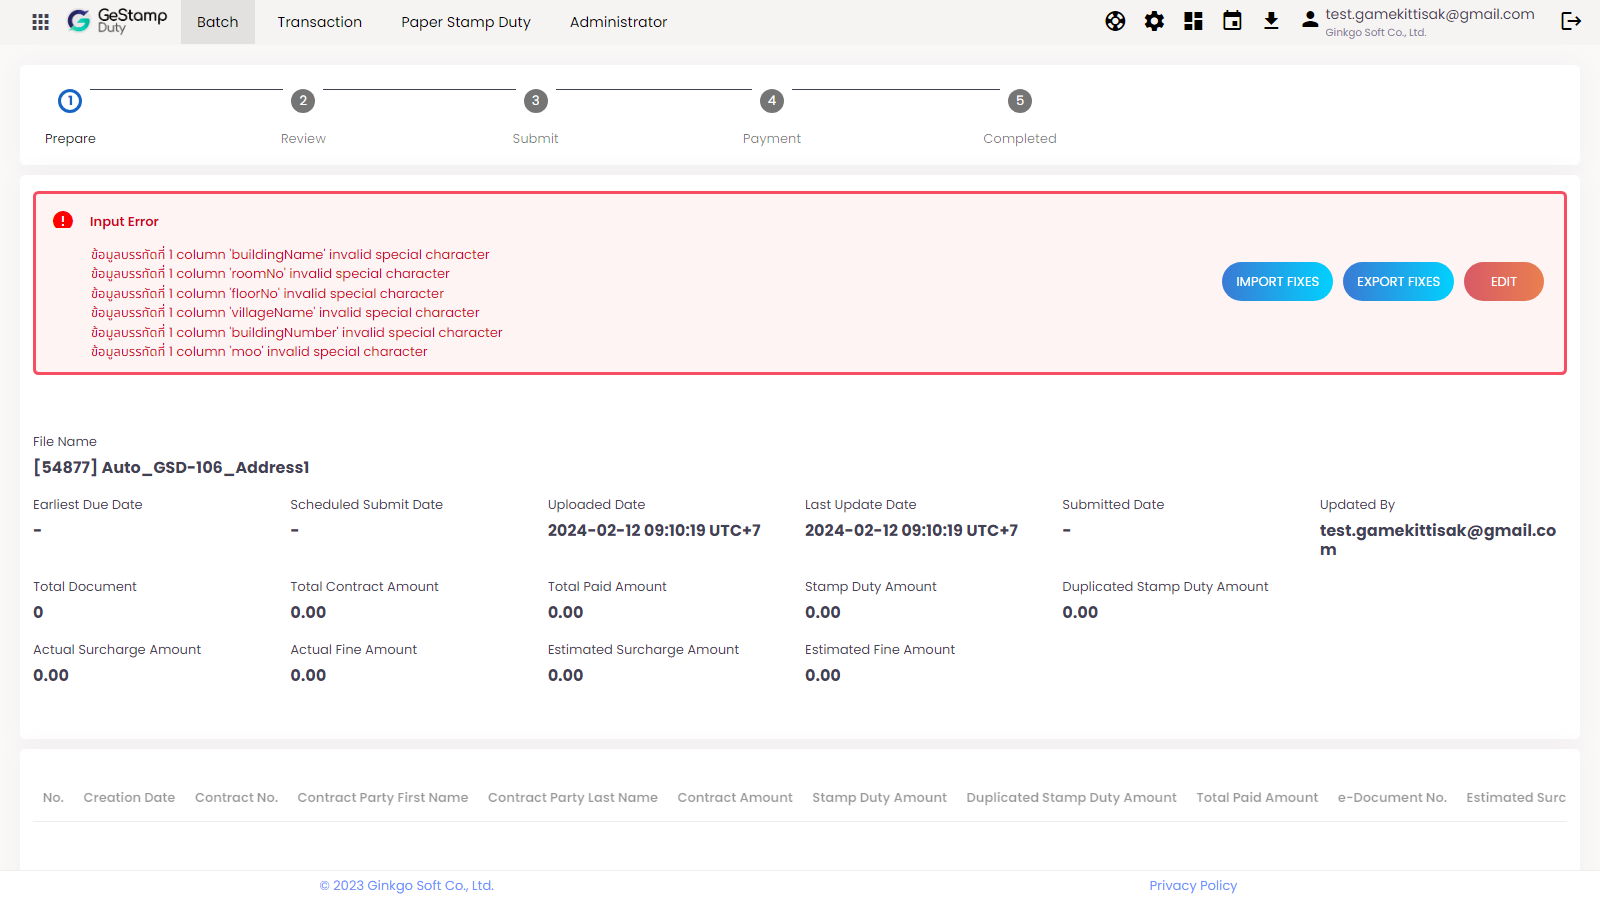 GeStamp
Duty
Batch
Transaction
Paper Stamp Duty
Administrator
test.gamekittisak@gmail.com
Ginkgo Soft Co., Ltd.
1
2
3
4
5
Prepare
Review
Submit
Payment
Completed
Input Error
ข้อมูลบรรทัดที่ 1 column 'buildingName' invalid special character
ข้อมูลบรรทัดที่ 1 column 'roomNo' invalid special character
ข้อมูลบรรทัดที่ 1 column 'floorNo' invalid special character
ข้อมูลบรรทัดที่ 1 column 'villageName' invalid special character
ข้อมูลบรรทัดที่ 1 column 'buildingNumber' invalid special character
ข้อมูลบรรทัดที่ 1 column 'moo' invalid special character
IMPORT FIXES
EXPORT FIXES
EDIT
File Name
[54877] Auto_GSD-106_Address1
Earliest Due Date
-
Scheduled Submit Date
-
Uploaded Date
2024-02-12 09:10:19 UTC+7
Last Update Date
2024-02-12 09:10:19 UTC+7
Submitted Date
-
Updated By
test.gamekittisak@gmail.co
m
Total Document
0
Total Contract Amount
0.00
Total Paid Amount
0.00
Stamp Duty Amount
0.00
Duplicated Stamp Duty Amount
0.00
Actual Surcharge Amount
0.00
Actual Fine Amount
0.00
Estimated Surcharge Amount
0.00
Estimated Fine Amount
0.00
No. Creation Date Contract No. Contract Party First Name Contract Party Last Name Contract Amount Stamp Duty Amount Duplicated Stamp Duty Amount Total Paid Amount e-Document No. Estimated Surc
© 2023 Ginkgo Soft Co., Ltd.
Privacy Policy